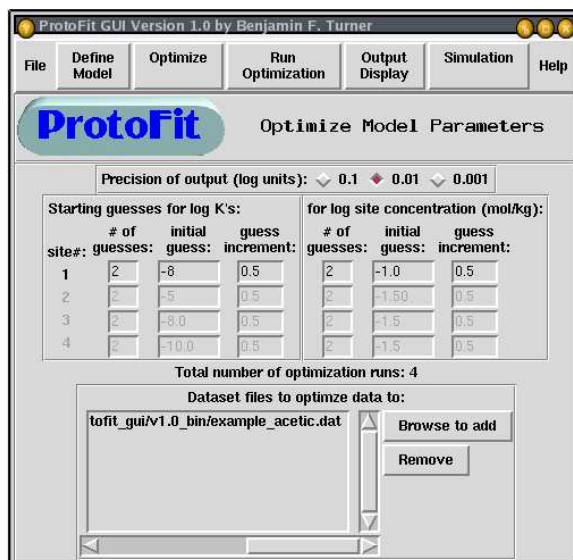 ProtoFit GUI Version 1.0 by Benjamin F. Turner
File Define Model Optimize Run Optimization Output Display Simulation Help
ProtoFit Optimize Model Parameters
Precision of output (log units): 0.1 0.01 0.001
Starting guesses for log K's: for log site concentration (mol/kg):
site#: # of guesses: initial guess: guess increment: # of guesses: initial guess: guess increment:
1 2 -8 0.5 2 -1.0 0.5
2 2 -5 0.5 2 -1.50 0.5
3 2 -8.0 0.5 2 -1.5 0.5
4 2 -10.0 0.5 2 -1.5 0.5
Total number of optimization runs: 4
Dataset files to optimze data to:
tofit_gui/v1.0_bin/example_acetic.dat Browse to add
Remove